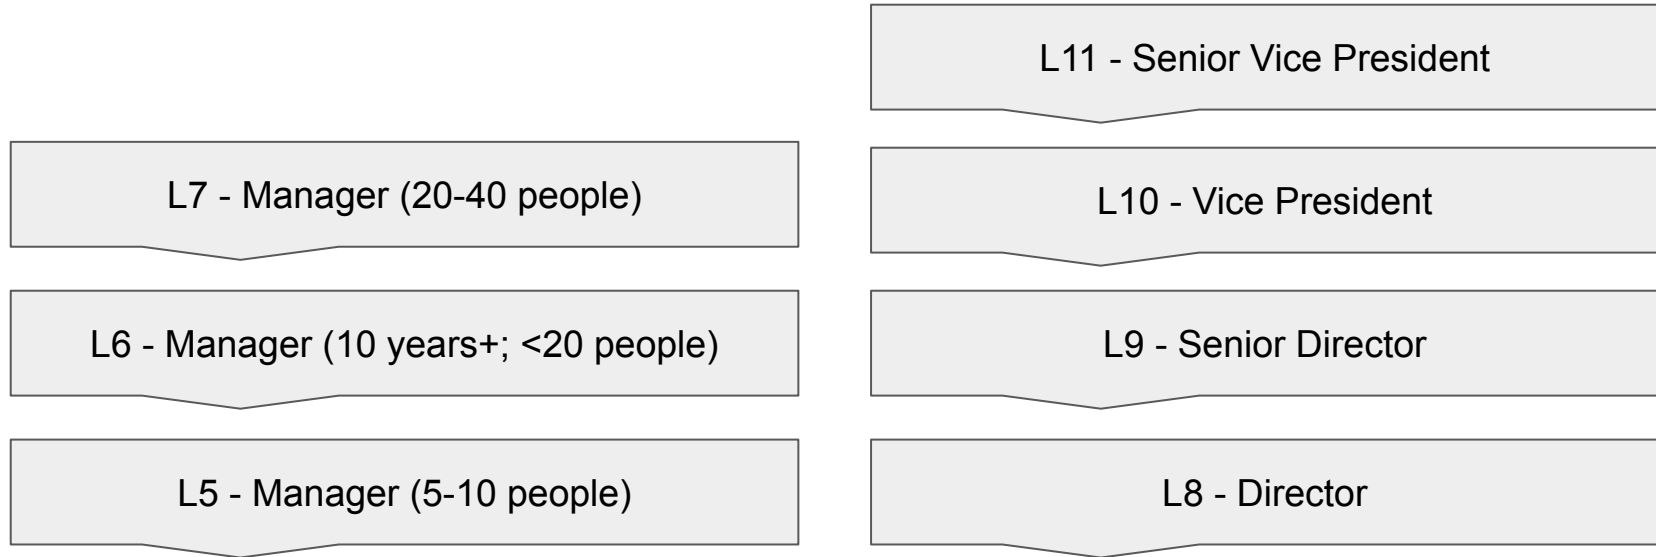 L11 - Senior Vice President
L7 - Manager (20-40 people)
L10 - Vice President
L6 - Manager (10 years+; <20 people)
L9 - Senior Director
L5 - Manager (5-10 people)
L8 - Director